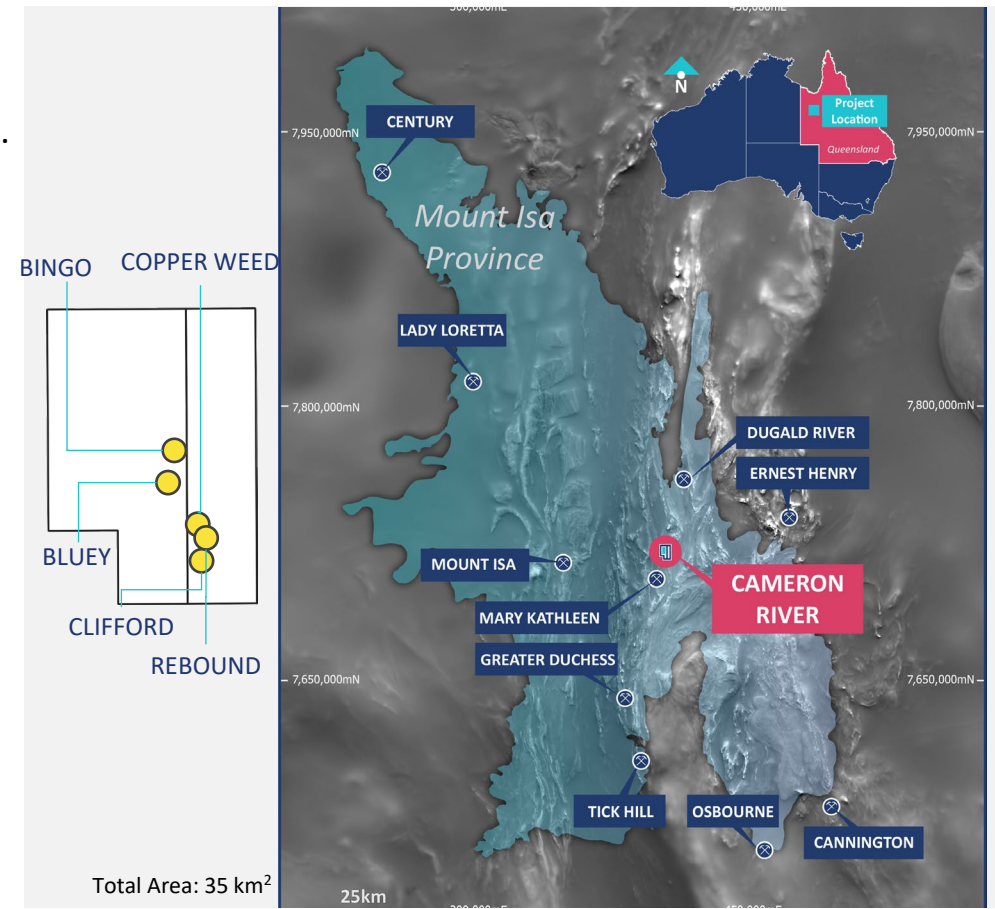 BINGO
COPPER WEED
BLUEY
CLIFFORD
REBOUND
Total Area: 35 km²
7,950,000mN
7,950,000mN
CENTURY
N
Project
Location
Queensland
Mount Isa
Province
LADY LORETTA
7,800,000mN
7,800,000mN
DUGALD RIVER
ERNEST HENRY
MOUNT ISA
CAMERON
RIVER
MARY KATHLEEN
GREATER DUCHESS
7,650,000mN
7,650,000mN
TICK HILL
OSBOURNE
CANNINGTON
25km